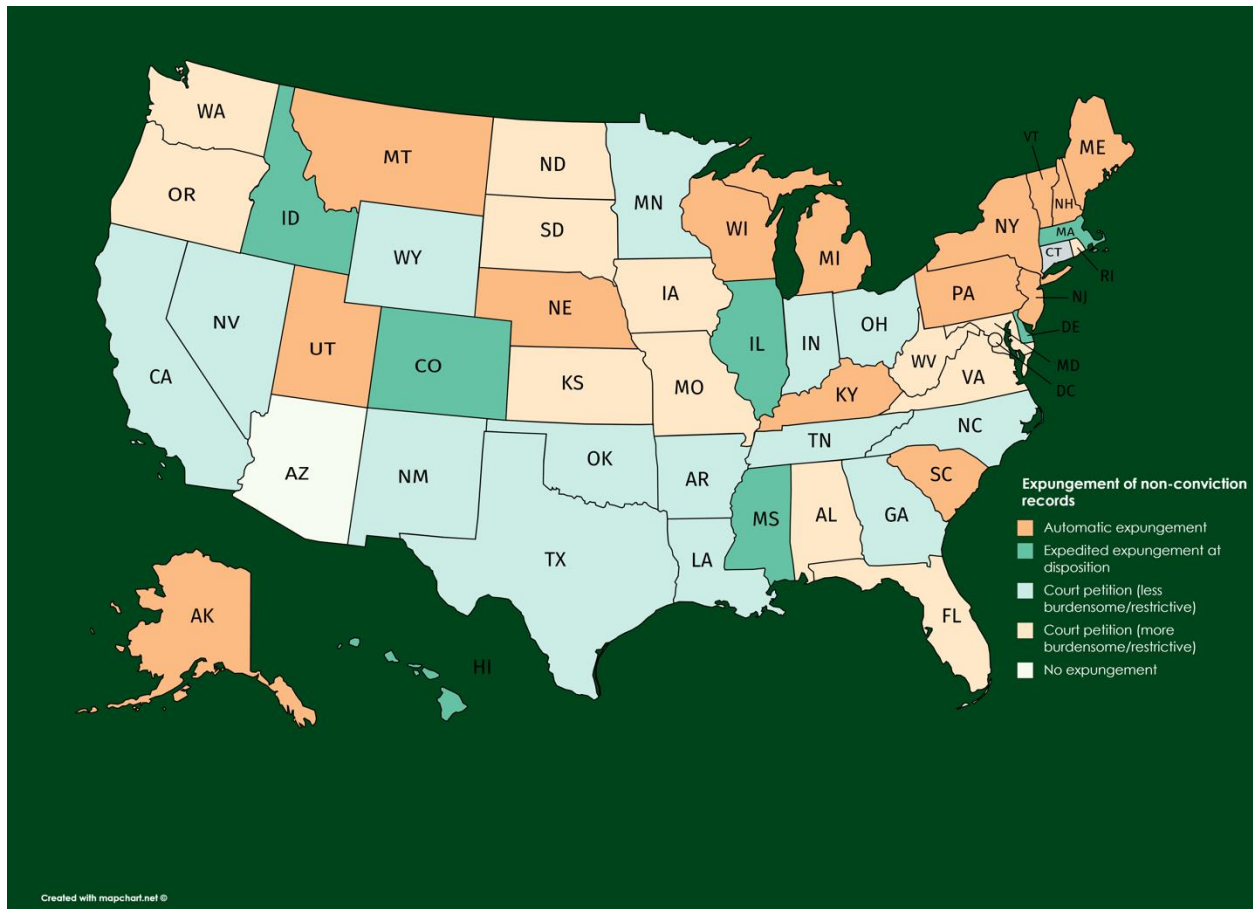 WA
MT
ND
MN
OR
ID
SD
WI
MI
VT
ME
NH
NY
MA
CT
RI
WY
IA
NE
PA
NJ
NV
UT
CO
IL
IN
OH
DE
MD
DC
CA
KS
MO
WV
VA
KY
AZ
NM
OK
AR
TN
NC
SC
MS
AL
GA
TX
LA
FL
AK
HI
Expungement of non-conviction
records
Automatic expungement
Expedited expungement at
disposition
Court petition (less
burdensome/restrictive)
Court petition (more
burdensome/restrictive)
No expungement
Created with mapchart.net ©